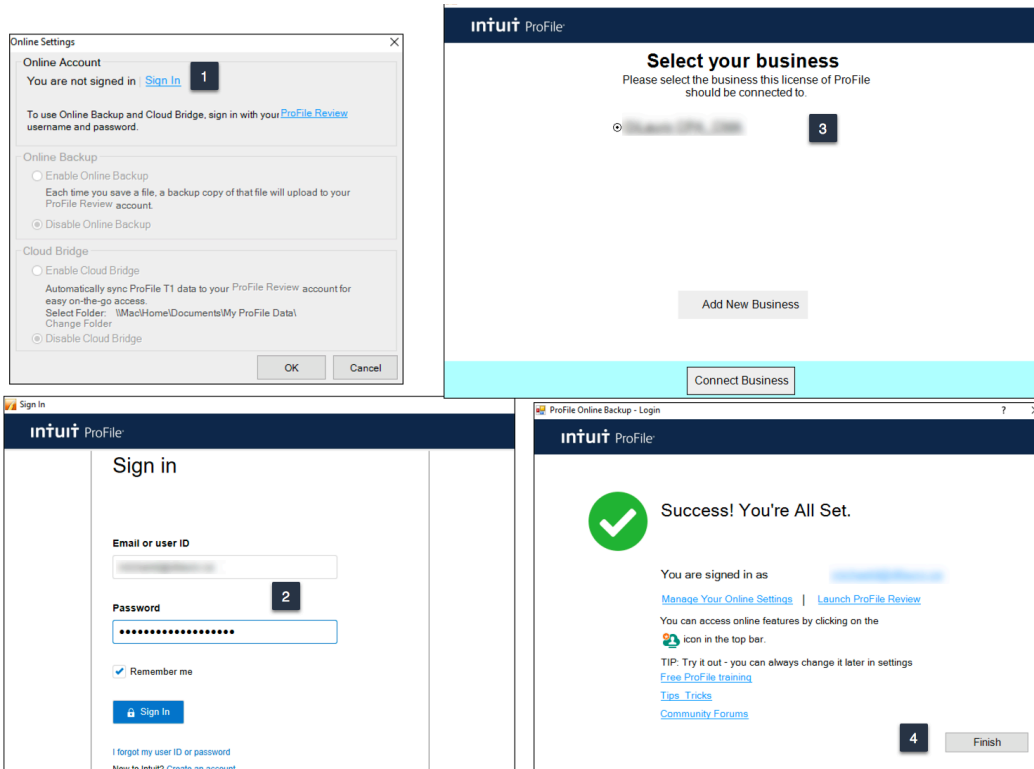 Online Settings
Online Account
You are not signed in | Sign In
1
To use Online Backup and Cloud Bridge, sign in with your ProFile Review
username and password.
Online Backup
Enable Online Backup
Each time you save a file, a backup copy of that file will upload to your
ProFile Review account.
Disable Online Backup
Cloud Bridge
Enable Cloud Bridge
Automatically sync ProFile T1 data to your ProFile Review account for
easy on-the-go access.
Select Folder: \\Mac\Home\Documents\My ProFile Data\
Change Folder
Disable Cloud Bridge
OK Cancel
INTUIT ProFile
Select your business
Please select the business this license of ProFile
should be connected to.
3
Add New Business
Connect Business
Sign In
INTUIT ProFile
Sign in
Email or user ID
2
Password
Remember me
Sign In
I forgot my user ID or password
New to Intuit? Create an account
ProFile Online Backup - Login ?
INTUIT ProFile
Success! You're All Set.
You are signed in as
Manage Your Online Settings | Launch ProFile Review
You can access online features by clicking on the
icon in the top bar.
TIP: Try it out - you can always change it later in settings
Free ProFile training
Tips Tricks
Community Forums
4
Finish